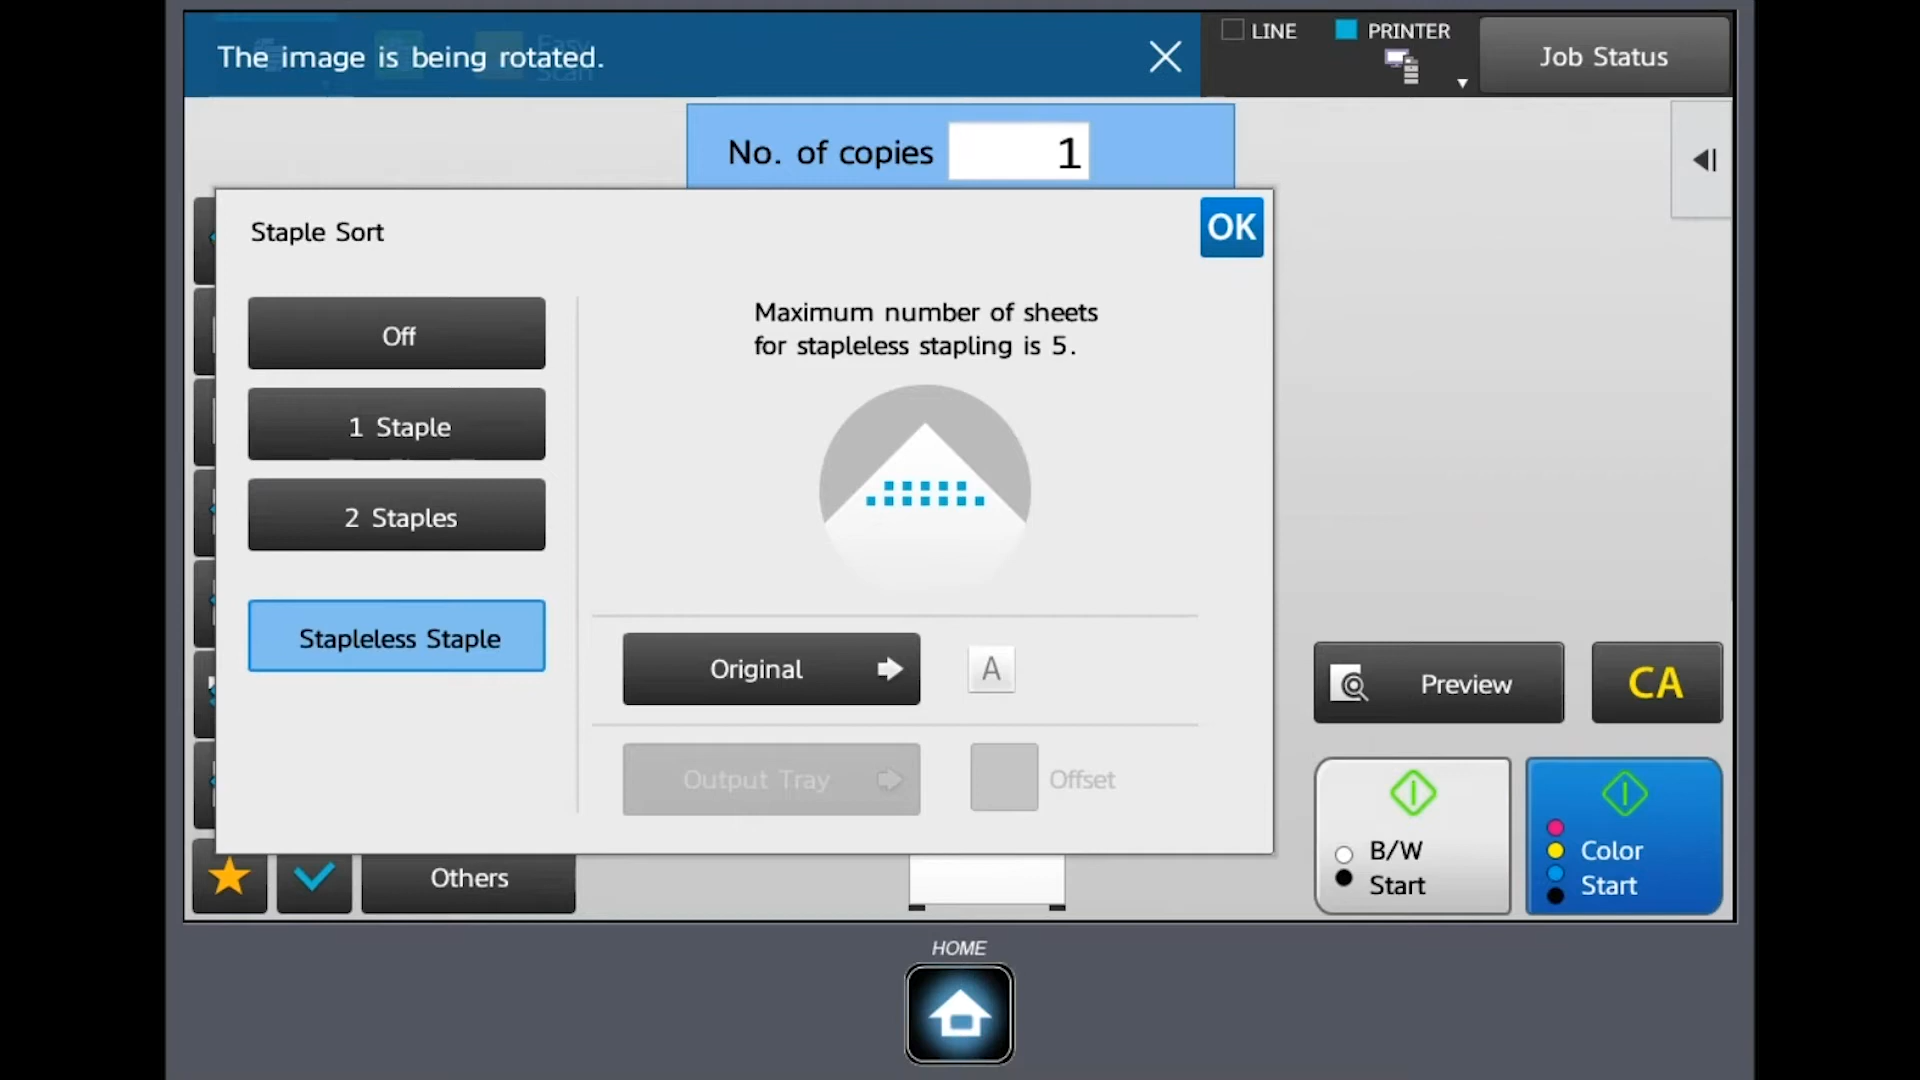 The image is being rotated.
Easy
Scan
LINE
PRINTER
Job Status
No. of copies 1
Staple Sort
OK
Off
1 Staple
2 Staples
Stapleless Staple
Maximum number of sheets
for stapleless stapling is 5.
Original
A
Output Tray
Offset
Preview
CA
B/W
Start
Color
Start
Others
HOME